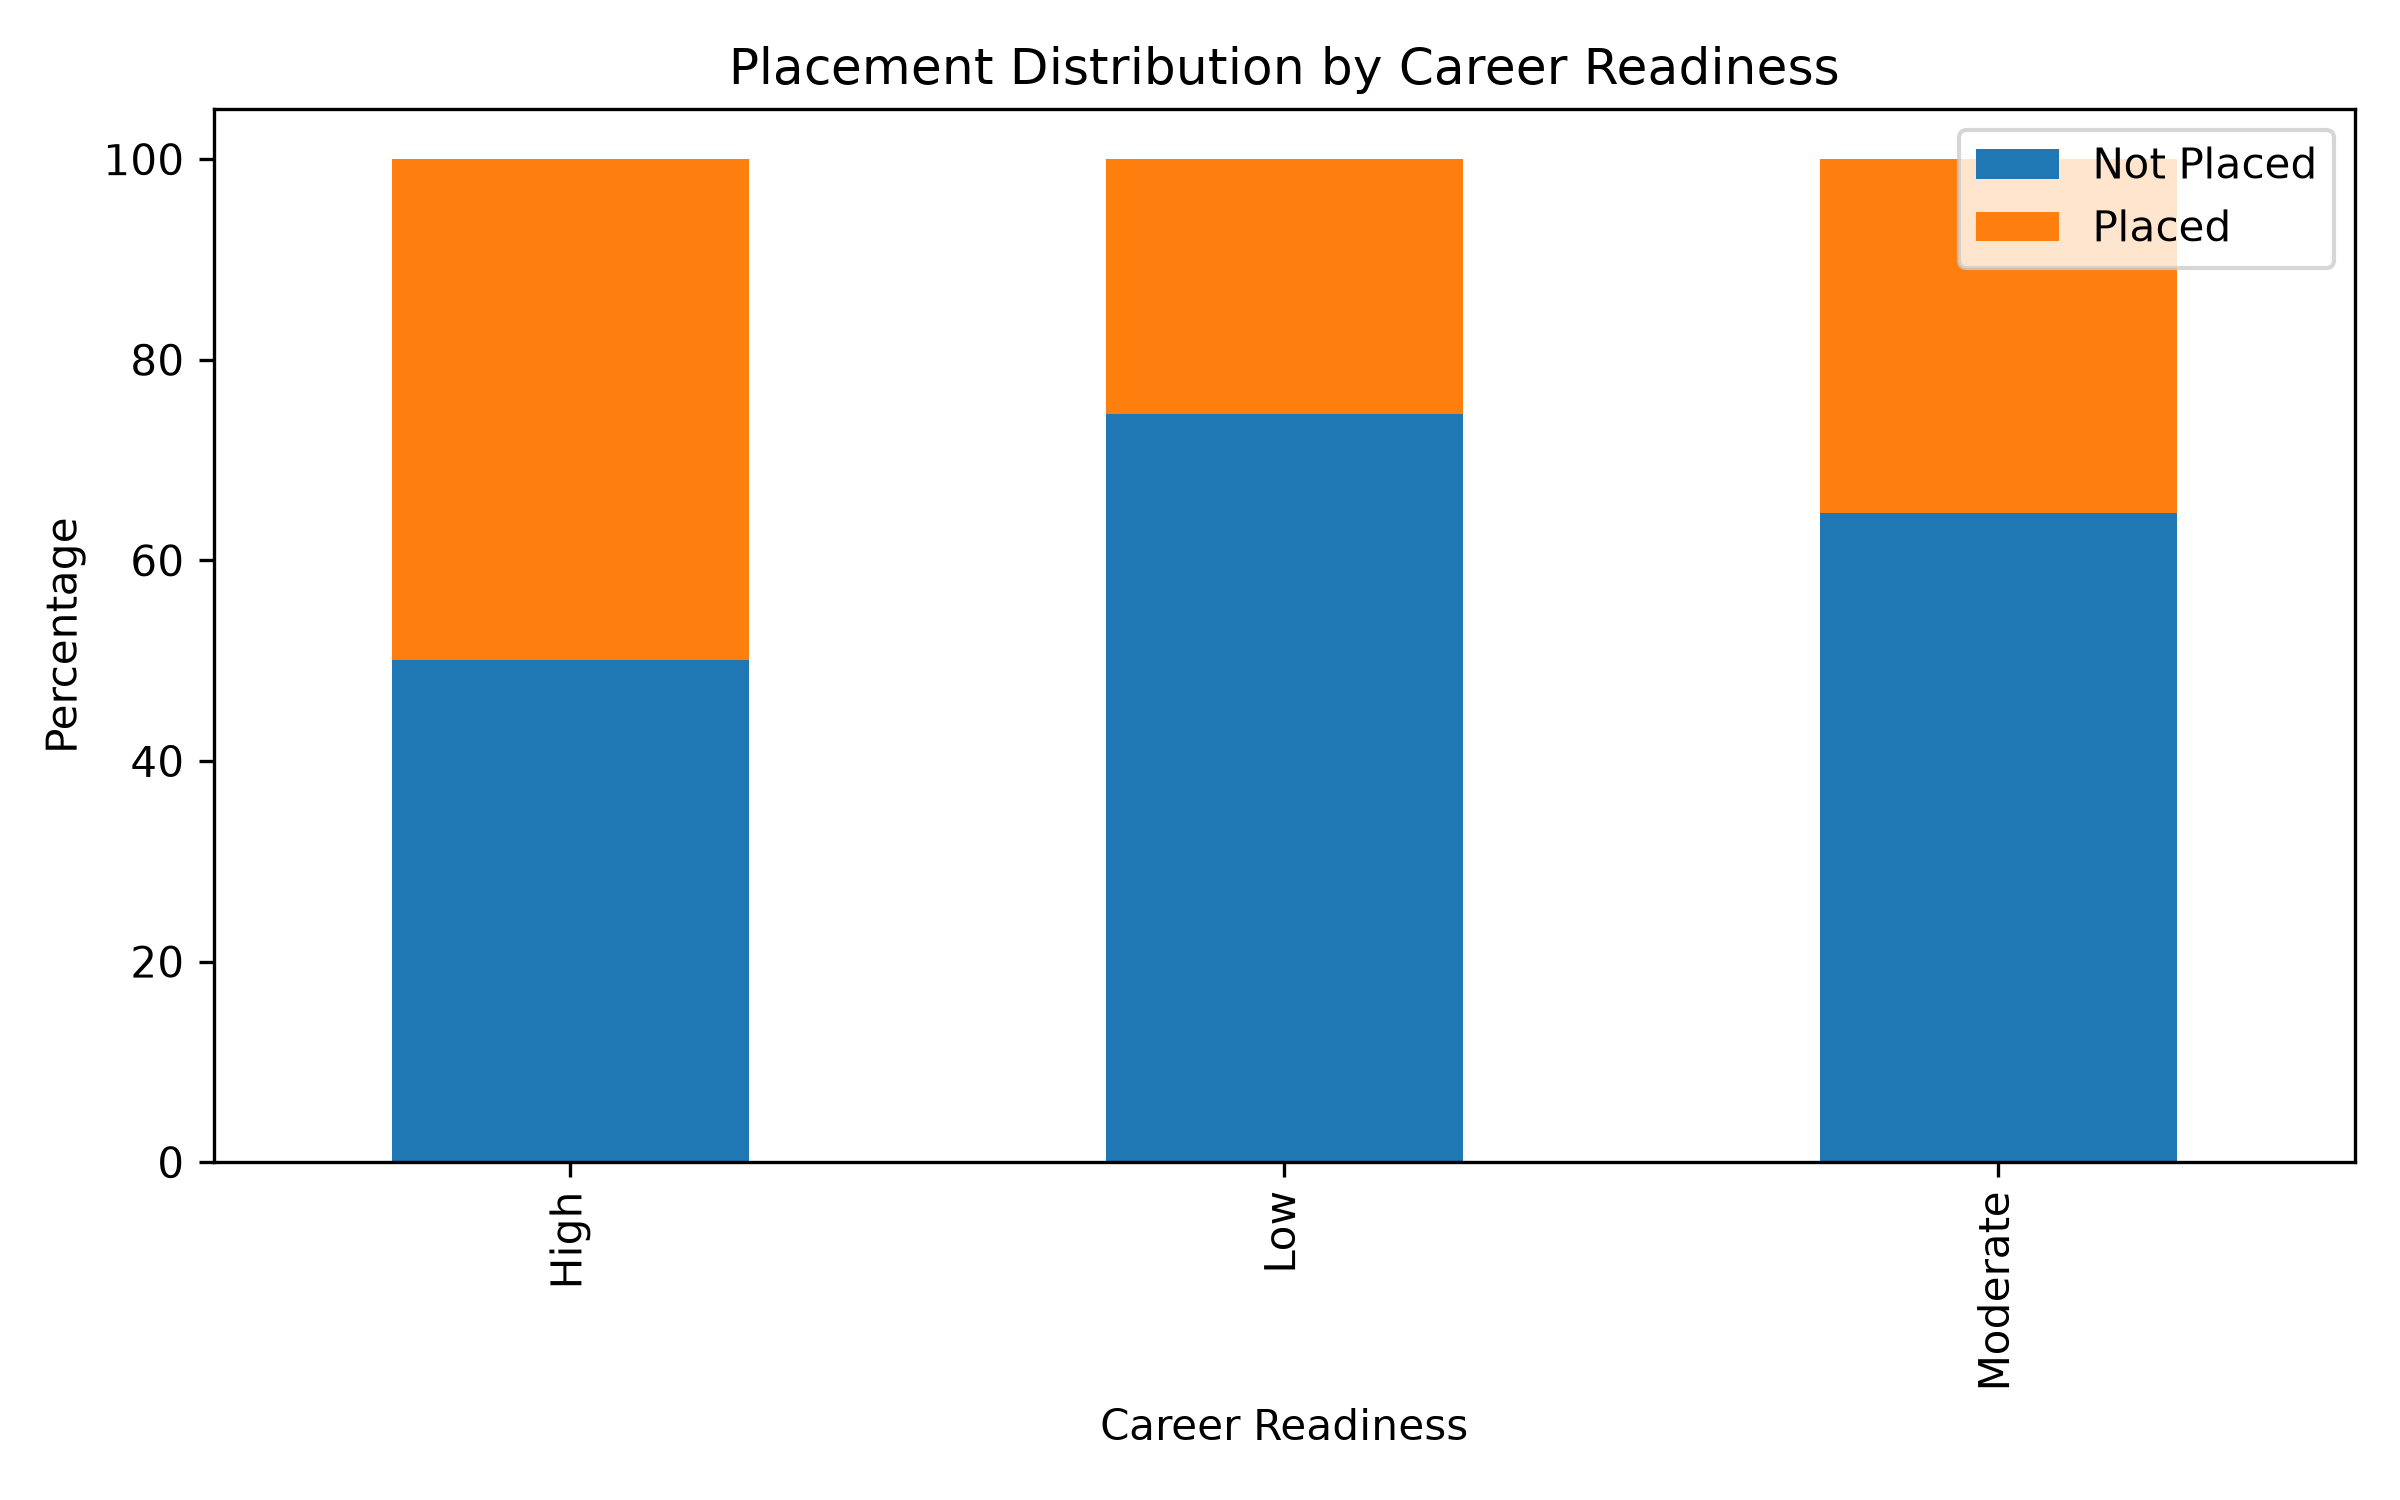 Placement Distribution by Career Readiness
Not Placed
Placed
100
80
60
40
20
0
Percentage
High
Low
Moderate
Career Readiness